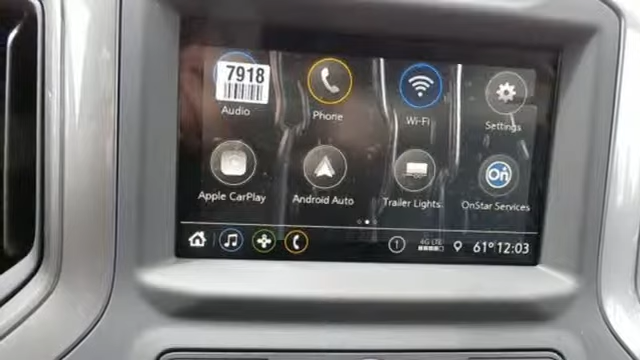 7918
Audio
Phone
Wi-Fi
Settings
Apple CarPlay
Android Auto
Trailer Lights
On
OnStar Services
1
4G LTE
61° 12:03